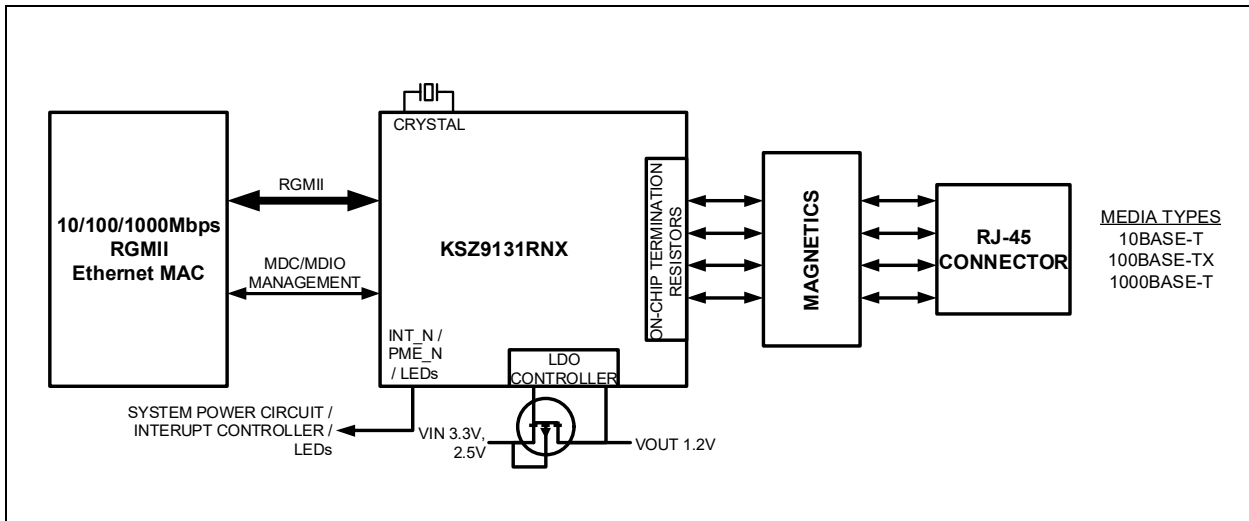 CRYSTAL
10/100/1000Mbps
RGMII
Ethernet MAC
RGMII
MDC/MDIO
MANAGEMENT
KSZ9131RNX
ON-CHIP TERMINATION
RESISTORS
MAGNETICS
RJ-45
CONNECTOR
MEDIA TYPES
10BASE-T
100BASE-TX
1000BASE-T
INT_N /
PME_N
/ LEDs
LDO
CONTROLLER
SYSTEM POWER CIRCUIT /
INTERUPT CONTROLLER /
LEDs
VIN 3.3V,
2.5V
VOUT 1.2V